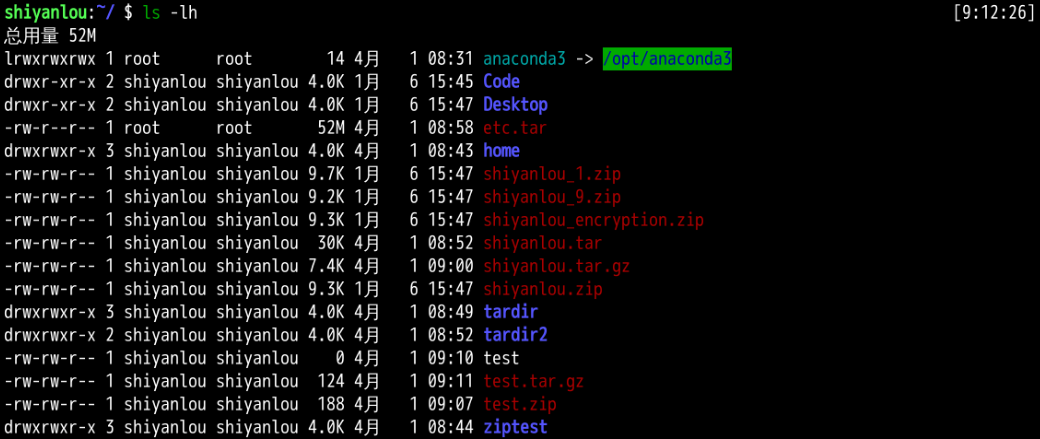 shiyanlou:~/ $ ls -lh [9:12:26]
总用量 52M
lrwxrwxrwx 1 root root 14 4月 1 08:31 anaconda3 -> /opt/anaconda3
drwxr-xr-x 2 shiyanlou shiyanlou 4.0K 1月 6 15:45 Code
drwxr-xr-x 2 shiyanlou shiyanlou 4.0K 1月 6 15:47 Desktop
-rw-r--r-- 1 root root 52M 4月 1 08:58 etc.tar
drwxrwxr-x 3 shiyanlou shiyanlou 4.0K 4月 1 08:43 home
-rw-rw-r-- 1 shiyanlou shiyanlou 9.7K 1月 6 15:47 shiyanlou_1.zip
-rw-rw-r-- 1 shiyanlou shiyanlou 9.2K 1月 6 15:47 shiyanlou_9.zip
-rw-rw-r-- 1 shiyanlou shiyanlou 9.3K 1月 6 15:47 shiyanlou_encryption.zip
-rw-rw-r-- 1 shiyanlou shiyanlou 30K 4月 1 08:52 shiyanlou.tar
-rw-rw-r-- 1 shiyanlou shiyanlou 7.4K 4月 1 09:00 shiyanlou.tar.gz
-rw-rw-r-- 1 shiyanlou shiyanlou 9.3K 1月 6 15:47 shiyanlou.zip
drwxrwxr-x 3 shiyanlou shiyanlou 4.0K 4月 1 08:49 tardir
drwxrwxr-x 2 shiyanlou shiyanlou 4.0K 4月 1 08:52 tardir2
-rw-rw-r-- 1 shiyanlou shiyanlou 0 4月 1 09:10 test
-rw-rw-r-- 1 shiyanlou shiyanlou 124 4月 1 09:11 test.tar.gz
-rw-rw-r-- 1 shiyanlou shiyanlou 188 4月 1 09:07 test.zip
drwxrwxr-x 3 shiyanlou shiyanlou 4.0K 4月 1 08:44 ziptest